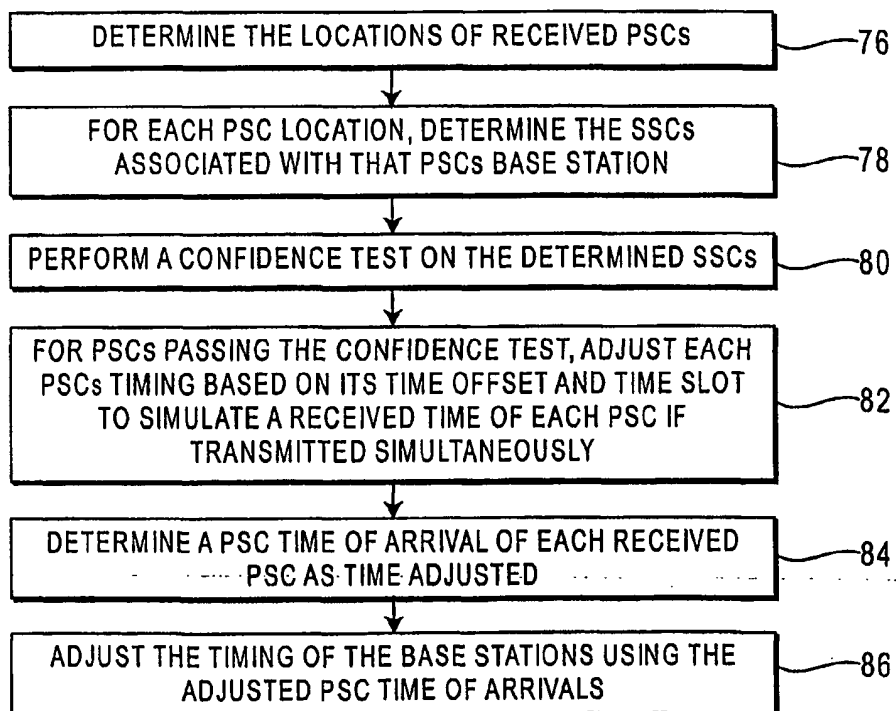 DETERMINE THE LOCATIONS OF RECEIVED PSCs
76
FOR EACH PSC LOCATION, DETERMINE THE SSCs
ASSOCIATED WITH THAT PSCs BASE STATION
78
PERFORM A CONFIDENCE TEST ON THE DETERMINED SSCs
80
FOR PSCs PASSING THE CONFIDENCE TEST, ADJUST EACH
PSCs TIMING BASED ON ITS TIME OFFSET AND TIME SLOT
TO SIMULATE A RECEIVED TIME OF EACH PSC IF
TRANSMITTED SIMULTANEOUSLY
82
DETERMINE A PSC TIME OF ARRIVAL OF EACH RECEIVED
PSC AS TIME ADJUSTED
84
ADJUST THE TIMING OF THE BASE STATIONS USING THE
ADJUSTED PSC TIME OF ARRIVALS
86